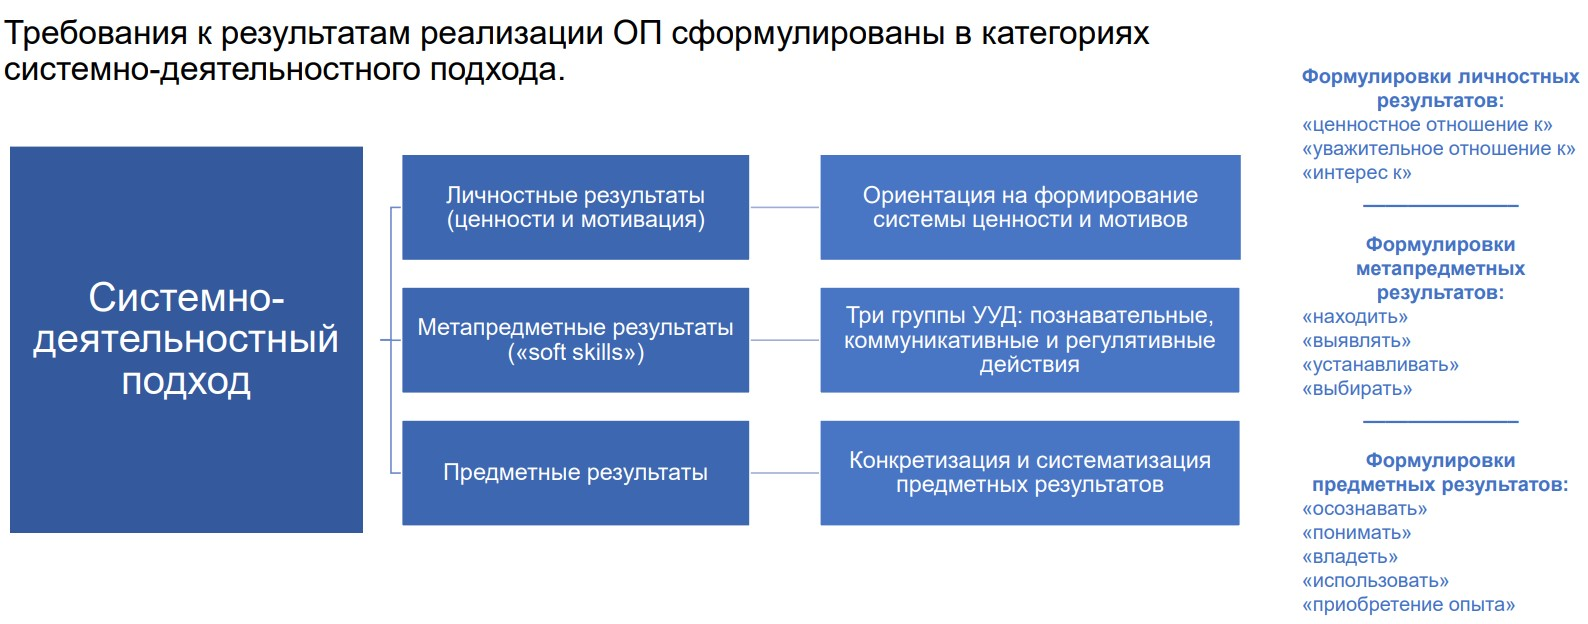 Требования к результатам реализации ОП сформулированы в категориях
системно-деятельностного подхода.
Системно-
деятельностный
подход
Личностные результаты
(ценности и мотивация)
Ориентация на формирование
системы ценности и мотивов
Метапредметные результаты
(«soft skills»)
Три группы УУД: познавательные,
коммуникативные и регулятивные
действия
Предметные результаты
Конкретизация и систематизация
предметных результатов
Формулировки личностных
результатов:
«ценностное отношение к»
«уважительное отношение к»
«интерес к»
Формулировки
метапредметных
результатов:
«находить»
«выявлять»
«устанавливать»
«выбирать»
Формулировки
предметных результатов:
«осознавать»
«понимать»
«владеть»
«использовать»
«приобретение опыта»